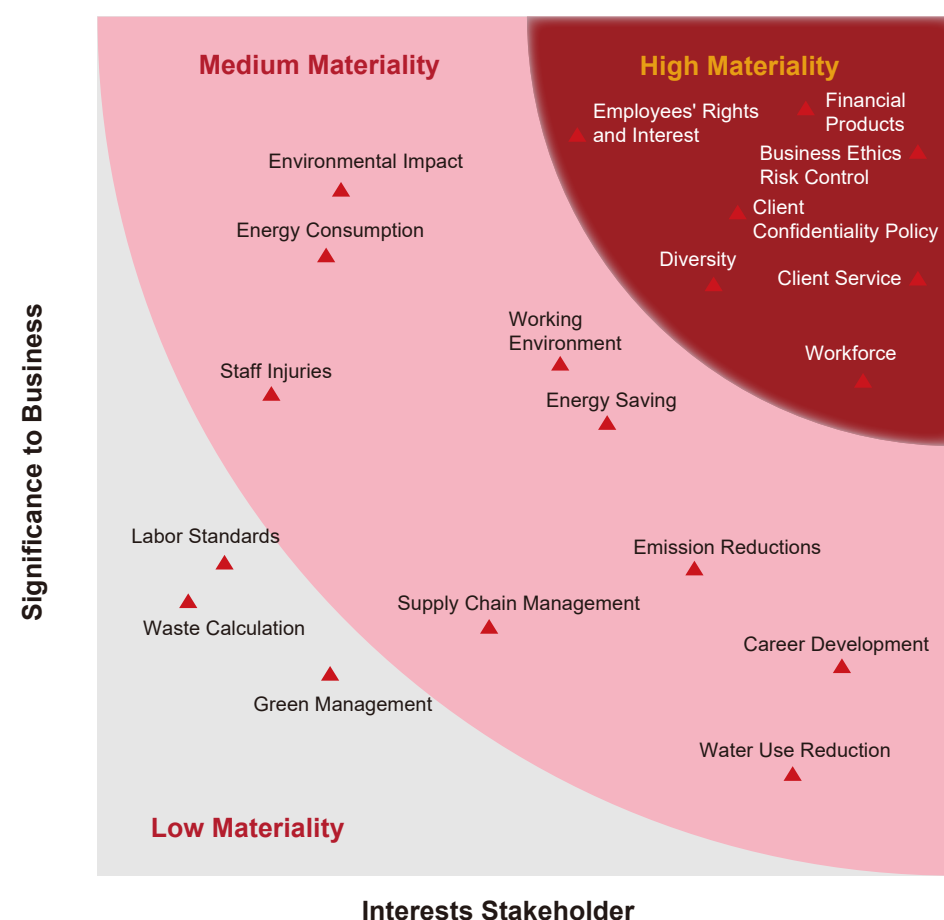 Medium Materiality
High Materiality
Employees' Rights
and Interest
Financial
Products
Business Ethics
Risk Control
Client
Confidentiality Policy
Diversity
Client Service
Workforce
Environmental Impact
Energy Consumption
Working
Environment
Staff Injuries
Energy Saving
Labor Standards
Waste Calculation
Green Management
Supply Chain Management
Emission Reductions
Career Development
Water Use Reduction
Low Materiality
Significance to Business
Interests Stakeholder